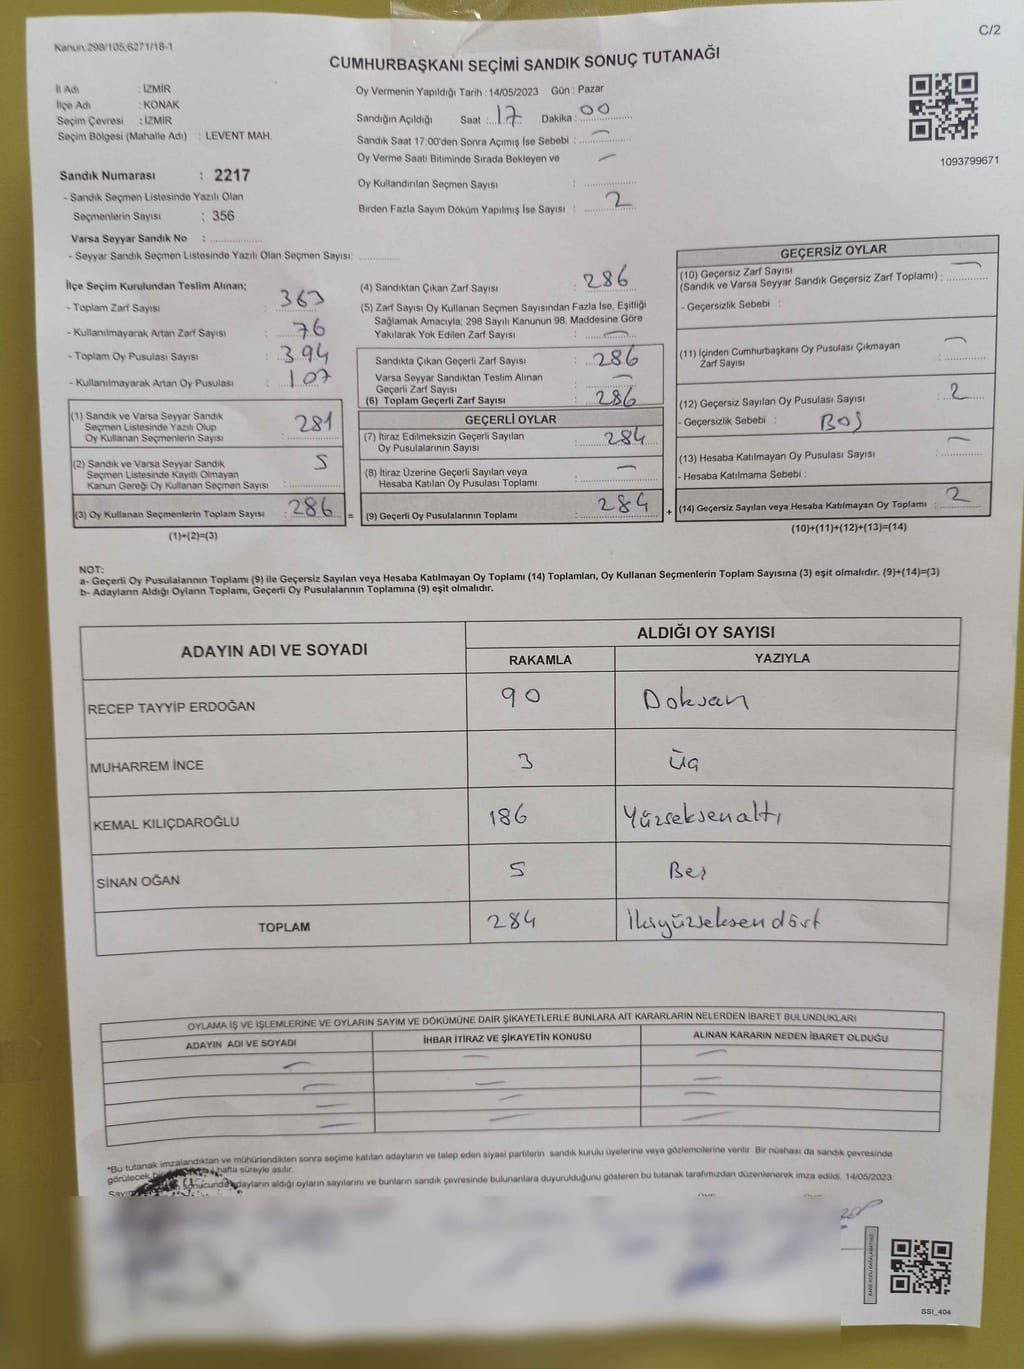 Kanun;298/105;6271/18-1
C/2
CUMHURBAŞKANI SEÇİMİ SANDIK SONUÇ TUTANAĞI
İl Adı : İZMİR
İlçe Adı : KONAK
Seçim Çevresi : İZMİR
Seçim Bölgesi (Mahalle Adı) : LEVENT MAH.
Oy Vermenin Yapıldığı Tarih : 14/05/2023 Gün : Pazar
Sandığın Açıldığı Saat : 17 Dakika : 00
Sandık Saat 17:00'den Sonra Açımış İse Sebebi : —
Oy Verme Saati Bitiminde Sırada Bekleyen ve —
Oy Kullandırılan Seçmen Sayısı :
Birden Fazla Sayım Döküm Yapılmış İse Sayısı : 2
1093799671
Sandık Numarası : 2217
- Sandık Seçmen Listesinde Yazılı Olan
Seçmenlerin Sayısı : 356
Varsa Seyyar Sandık No :
- Seyyar Sandık Seçmen Listesinde Yazılı Olan Seçmen Sayısı:
İlçe Seçim Kurulundan Teslim Alınan;
- Toplam Zarf Sayısı : 363
- Kullanılmayarak Artan Zarf Sayısı : 76
- Toplam Oy Pusulası Sayısı : 394
- Kullanılmayarak Artan Oy Pusulası : 107
(1) Sandık ve Varsa Seyyar Sandık
Seçmen Listesinde Yazılı Olup
Oy Kullanan Seçmenlerin Sayısı : 281
(2) Sandık ve Varsa Seyyar Sandık
Seçmen Listesinde Kayıtlı Olmayan
Kanun Gereği Oy Kullanan Seçmen Sayısı : 5
(3) Oy Kullanan Seçmenlerin Toplam Sayısı : 286 =
(1)+(2)=(3)
(4) Sandıktan Çıkan Zarf Sayısı : 286
(5) Zarf Sayısı Oy Kullanan Seçmen Sayısından Fazla İse, Eşitliği
Sağlamak Amacıyla; 298 Sayılı Kanunun 98. Maddesine Göre
Yakılarak Yok Edilen Zarf Sayısı : —
Sandıkta Çıkan Geçerli Zarf Sayısı : 286
Varsa Seyyar Sandıktan Teslim Alınan
Geçerli Zarf Sayısı : —
(6) Toplam Geçerli Zarf Sayısı : 286
GEÇERLİ OYLAR
(7) İtiraz Edilmeksizin Geçerli Sayılan
Oy Pusulalarının Sayısı : 284
(8) İtiraz Üzerine Geçerli Sayılan veya
Hesaba Katılan Oy Pusulası Toplamı : —
(9) Geçerli Oy Pusulalarının Toplamı : 284 +
GEÇERSİZ OYLAR
(10) Geçersiz Zarf Sayısı
(Sandık ve Varsa Seyyar Sandık Geçersiz Zarf Toplamı) : —
- Geçersizlik Sebebi :
(11) İçinden Cumhurbaşkanı Oy Pusulası Çıkmayan
Zarf Sayısı : —
(12) Geçersiz Sayılan Oy Pusulası Sayısı : 2
- Geçersizlik Sebebi : BOŞ
(13) Hesaba Katılmayan Oy Pusulası Sayısı : —
- Hesaba Katılmama Sebebi :
(14) Geçersiz Sayılan veya Hesaba Katılmayan Oy Toplamı : 2
(10)+(11)+(12)+(13)=(14)
NOT:
a- Geçerli Oy Pusulalarının Toplamı (9) ile Geçersiz Sayılan veya Hesaba Katılmayan Oy Toplamı (14) Toplamları, Oy Kullanan Seçmenlerin Toplam Sayısına (3) eşit olmalıdır. (9)+(14)=(3)
b- Adayların Aldığı Oyların Toplamı, Geçerli Oy Pusulalarının Toplamına (9) eşit olmalıdır.
ADAYIN ADI VE SOYADI
ALDIĞI OY SAYISI
RAKAMLA YAZIYLA
RECEP TAYYİP ERDOĞAN 90 Doksan
MUHARREM İNCE 3 Üç
KEMAL KILIÇDAROĞLU 186 Yüzseksenaltı
SİNAN OĞAN 5 Beş
TOPLAM 284 İkiyüzseksendört
OYLAMA İŞ VE İŞLEMLERİNE VE OYLARIN SAYIM VE DÖKÜMÜNE DAİR ŞİKAYETLERLE BUNLARA AİT KARARLARIN NELERDEN İBARET BULUNDUKLARI
ADAYIN ADI VE SOYADI İHBAR İTİRAZ VE ŞİKAYETİN KONUSU ALINAN KARARIN NEDEN İBARET OLDUĞU
*Bu tutanak imzalandıktan ve mühürlendikten sonra seçime katılan adayların ve talep eden siyasi partilerin sandık kurulu üyelerine veya gözlemcilerine verilir. Bir nüshası da sandık çevresinde
görülecek bir hafta süreyle asılır.
Sayım sonucunda adayların aldığı oyların sayılarını ve bunların sandık çevresinde bulunanlara duyurulduğunu gösteren bu tutanak tarafımızdan düzenlenerek imza edildi. 14/05/2023
SSİ_404